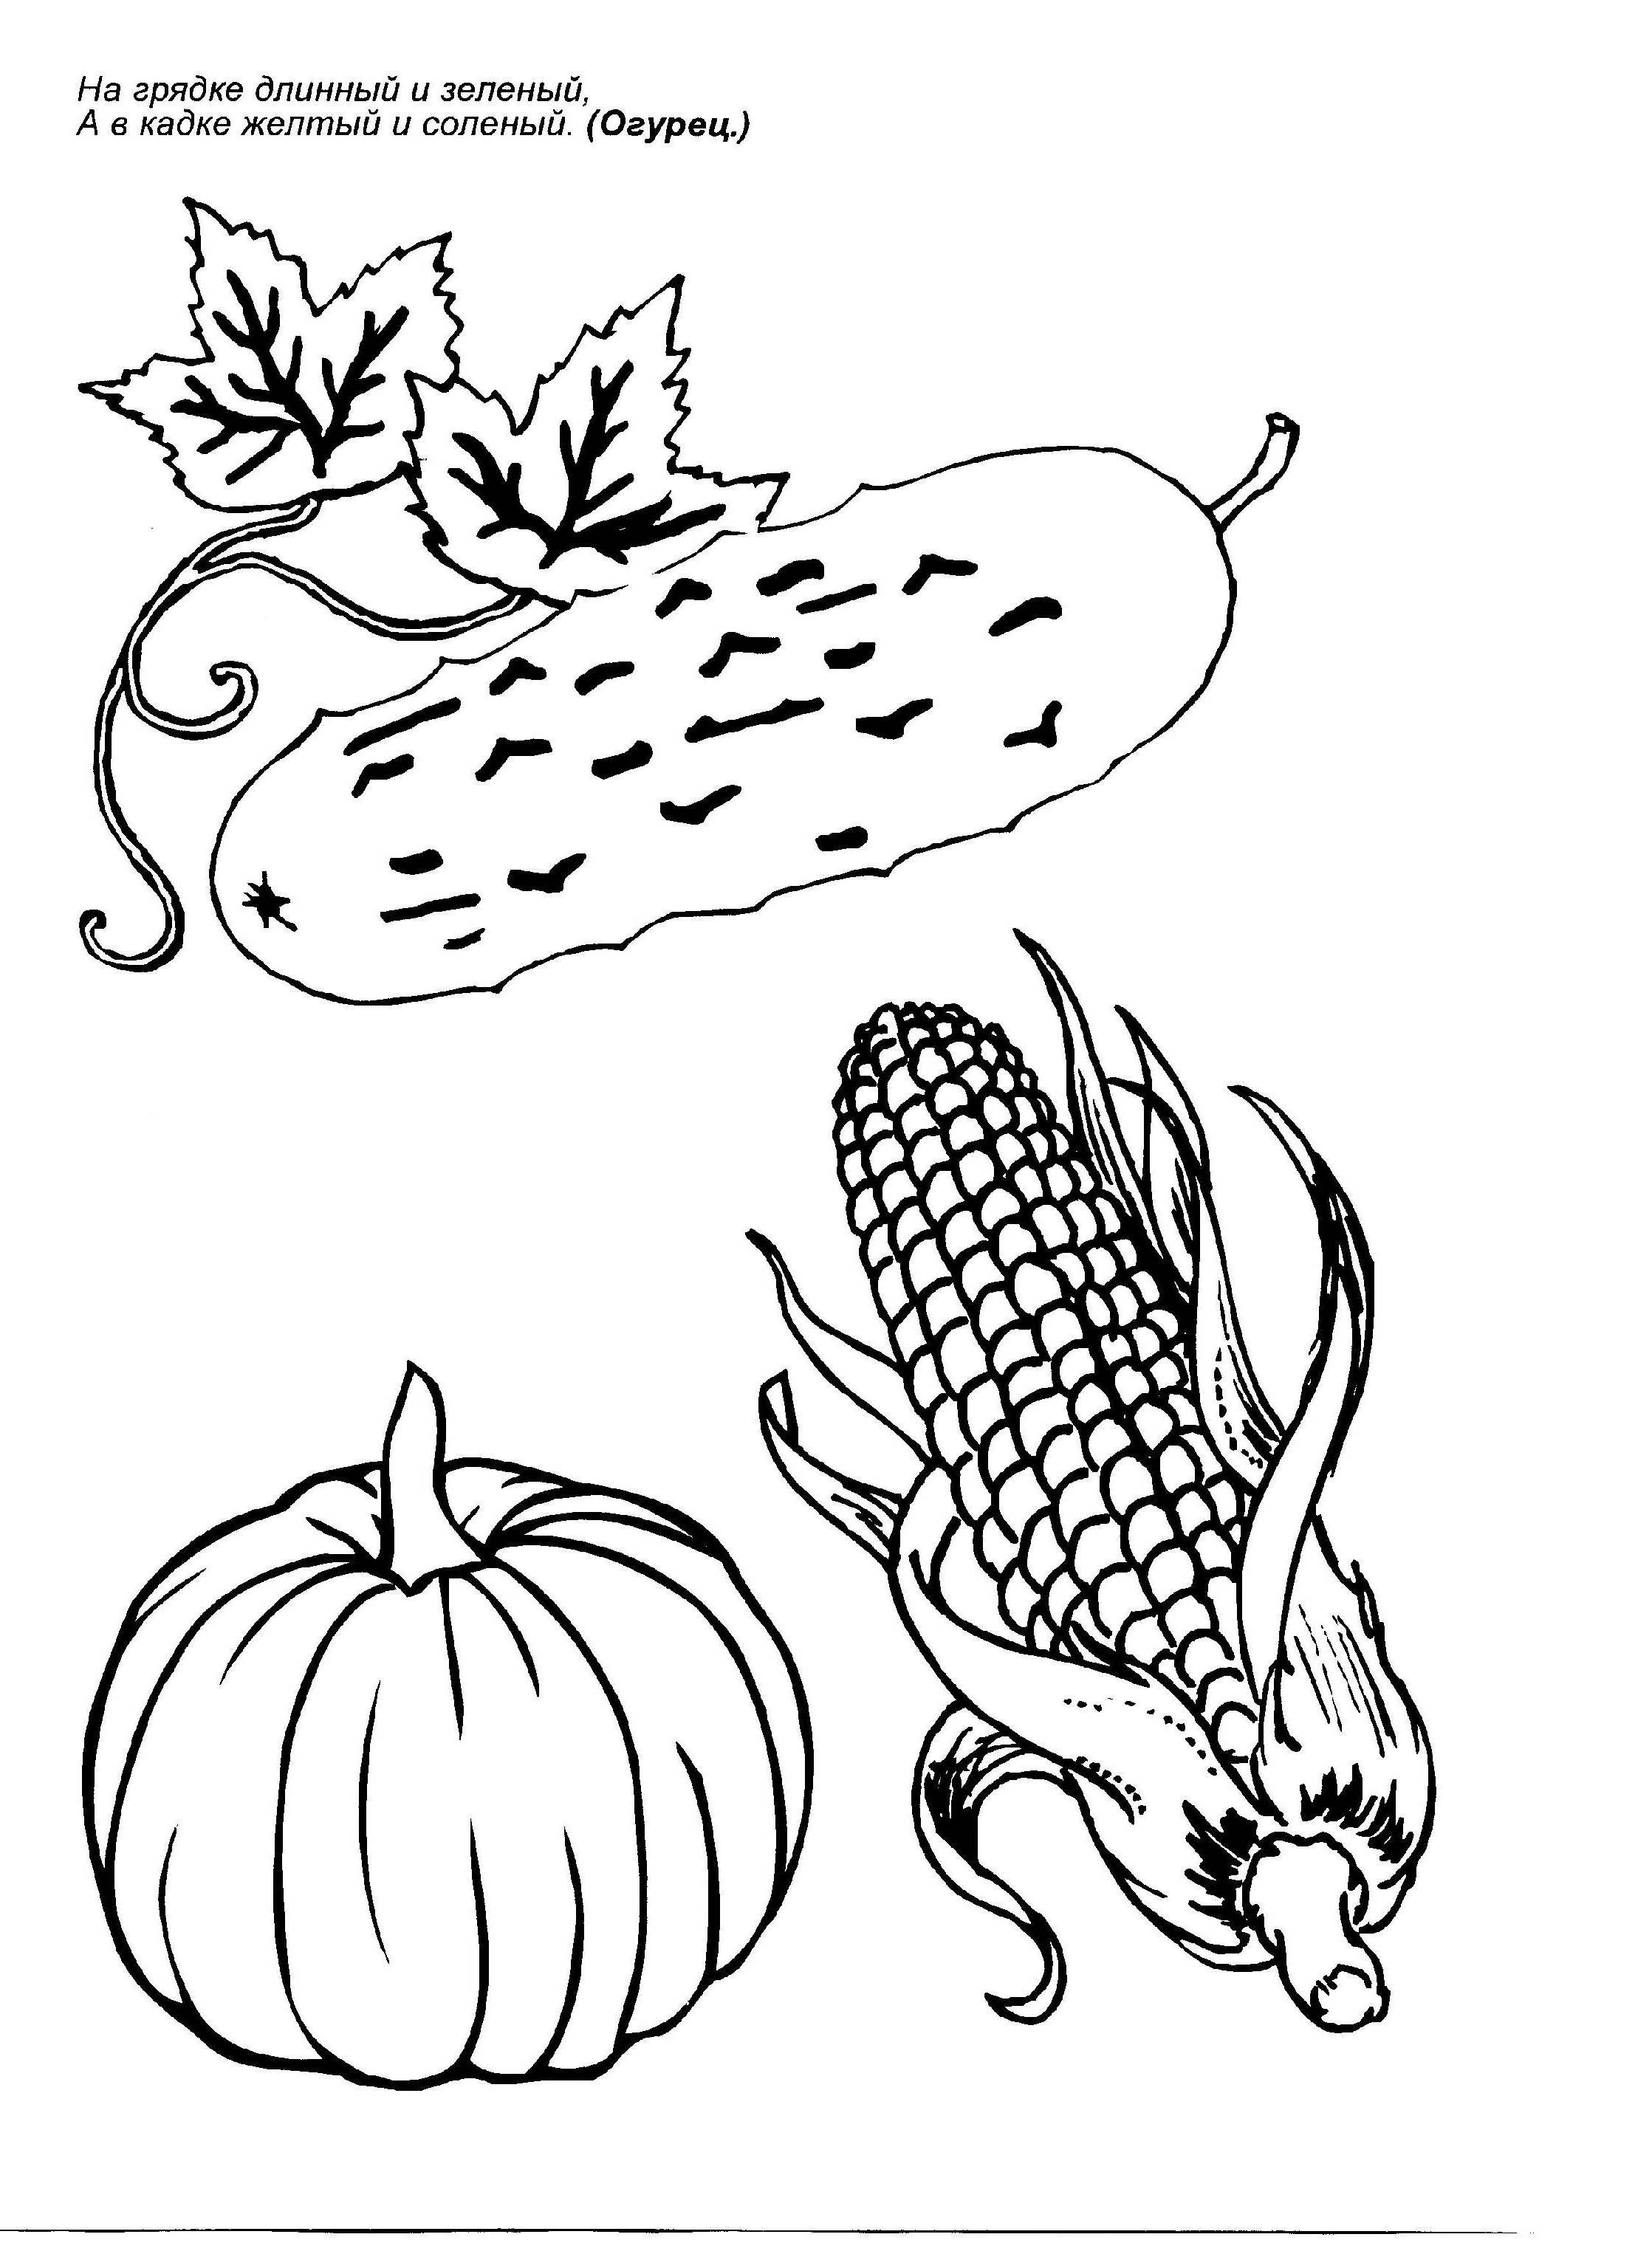 На грядке длинный и зеленый,
А в кадке желтый и соленый. (Огурец.)